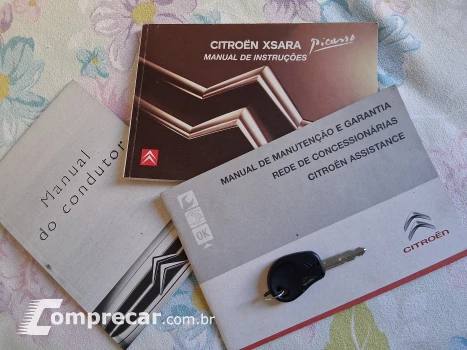 CITROËN XSARA Picasso
MANUAL DE INSTRUÇÕES
Manual
do condutor
MANUAL DE MANUTENÇÃO E GARANTIA
REDE DE CONCESSIONÁRIAS
CITROËN ASSISTANCE
OK
CITROËN
Comprecar.com.br